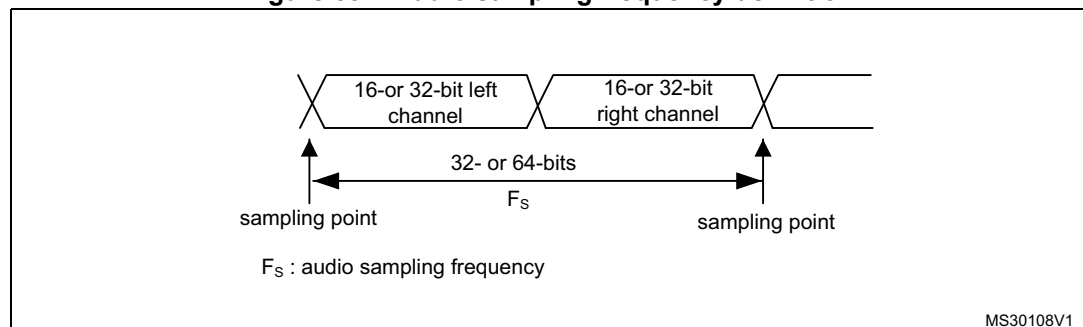 16-or 32-bit left
channel
16-or 32-bit
right channel
32- or 64-bits
FS
sampling point
sampling point
FS : audio sampling frequency
MS30108V1